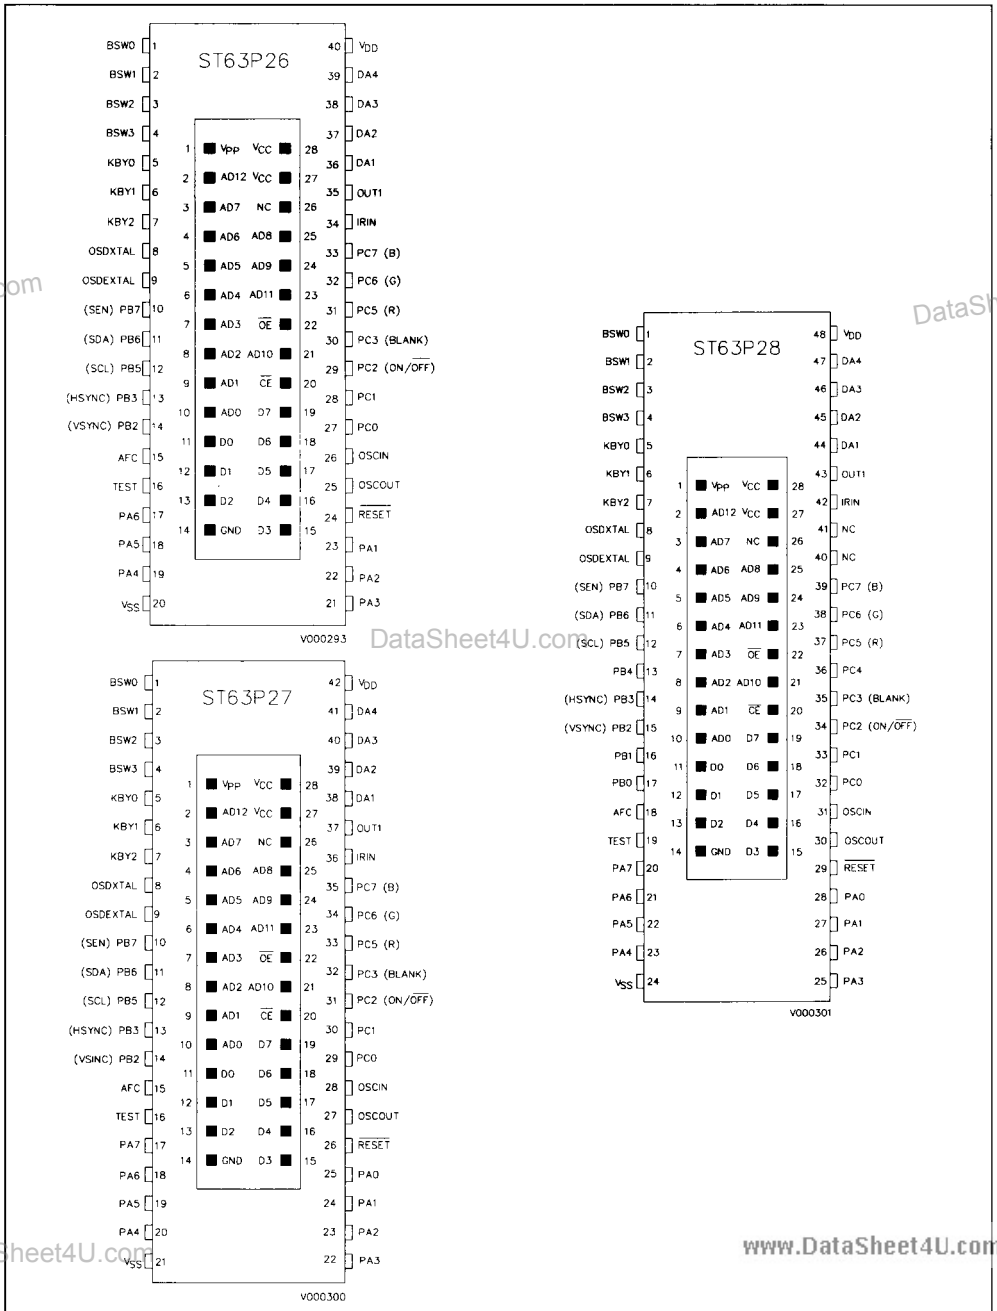 ST63P26
BSW0 1 40 VDD
BSW1 2 39 DA4
BSW2 3 38 DA3
BSW3 4 37 DA2
1 VPP VCC 28
KBY0 5 36 DA1
2 AD12 VCC 27
KBY1 6 35 OUT1
3 AD7 NC 26
KBY2 7 34 IRIN
4 AD6 AD8 25
OSDXTAL 8 33 PC7 (B)
5 AD5 AD9 24
OSDEXTAL 9 32 PC6 (G)
6 AD4 AD11 23
(SEN) PB7 10 31 PC5 (R)
7 AD3 OE 22
(SDA) PB6 11 30 PC3 (BLANK)
8 AD2 AD10 21
(SCL) PB5 12 29 PC2 (ON/OFF)
9 AD1 CE 20
(HSYNC) PB3 13 28 PC1
10 AD0 D7 19
(VSYNC) PB2 14 27 PC0
11 D0 D6 18
AFC 15 26 OSCIN
12 D1 D5 17
TEST 16 25 OSCOUT
13 D2 D4 16
PA6 17 24 RESET
14 GND D3 15
PA5 18 23 PA1
PA4 19 22 PA2
VSS 20 21 PA3
V000293
ST63P27
BSW0 1 42 VDD
BSW1 2 41 DA4
BSW2 3 40 DA3
BSW3 4 39 DA2
1 VPP VCC 28
KBY0 5 38 DA1
2 AD12 VCC 27
KBY1 6 37 OUT1
3 AD7 NC 26
KBY2 7 36 IRIN
4 AD6 AD8 25
OSDXTAL 8 35 PC7 (B)
5 AD5 AD9 24
OSDEXTAL 9 34 PC6 (G)
6 AD4 AD11 23
(SEN) PB7 10 33 PC5 (R)
7 AD3 OE 22
(SDA) PB6 11 32 PC3 (BLANK)
8 AD2 AD10 21
(SCL) PB5 12 31 PC2 (ON/OFF)
9 AD1 CE 20
(HSYNC) PB3 13 30 PC1
10 AD0 D7 19
(VSINC) PB2 14 29 PC0
11 D0 D6 18
AFC 15 28 OSCIN
12 D1 D5 17
TEST 16 27 OSCOUT
13 D2 D4 16
PA7 17 26 RESET
14 GND D3 15
PA6 18 25 PA0
PA5 19 24 PA1
PA4 20 23 PA2
VSS 21 22 PA3
V000300
ST63P28
BSW0 1 48 VDD
BSW1 2 47 DA4
BSW2 3 46 DA3
BSW3 4 45 DA2
KBY0 5 44 DA1
KBY1 6 43 OUT1
1 VPP VCC 28
KBY2 7 42 IRIN
2 AD12 VCC 27
OSDXTAL 8 41 NC
3 AD7 NC 26
OSDEXTAL 9 40 NC
4 AD6 AD8 25
(SEN) PB7 10 39 PC7 (B)
5 AD5 AD9 24
(SDA) PB6 11 38 PC6 (G)
6 AD4 AD11 23
(SCL) PB5 12 37 PC5 (R)
7 AD3 OE 22
PB4 13 36 PC4
8 AD2 AD10 21
(HSYNC) PB3 14 35 PC3 (BLANK)
9 AD1 CE 20
(VSYNC) PB2 15 34 PC2 (ON/OFF)
10 AD0 D7 19
PB1 16 33 PC1
11 D0 D6 18
PB0 17 32 PC0
12 D1 D5 17
AFC 18 31 OSCIN
13 D2 D4 16
TEST 19 30 OSCOUT
14 GND D3 15
PA7 20 29 RESET
PA6 21 28 PA0
PA5 22 27 PA1
PA4 23 26 PA2
VSS 24 25 PA3
V000301
.com
DataSh
DataSheet4U.com
Sheet4U.com
www.DataSheet4U.com